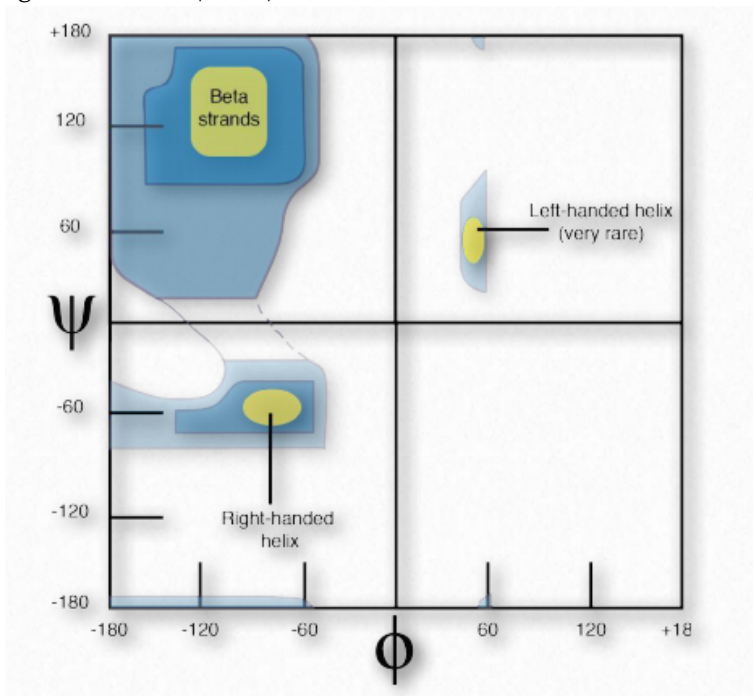 +180
Beta
strands
120
Left-handed helix
(very rare)
60
ψ
-60
-120
Right-handed
helix
-180
-180
-120
-60
60
120
+18
ϕ